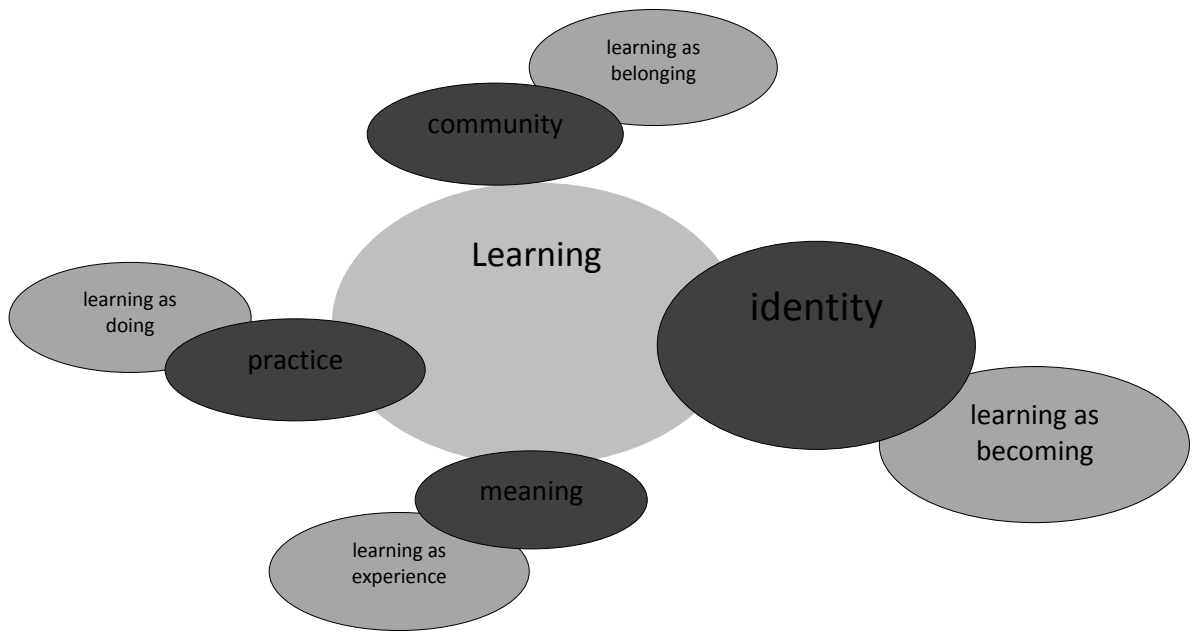 learning as
belonging
community
Learning
identity
learning as
doing
practice
learning as
becoming
meaning
learning as
experience